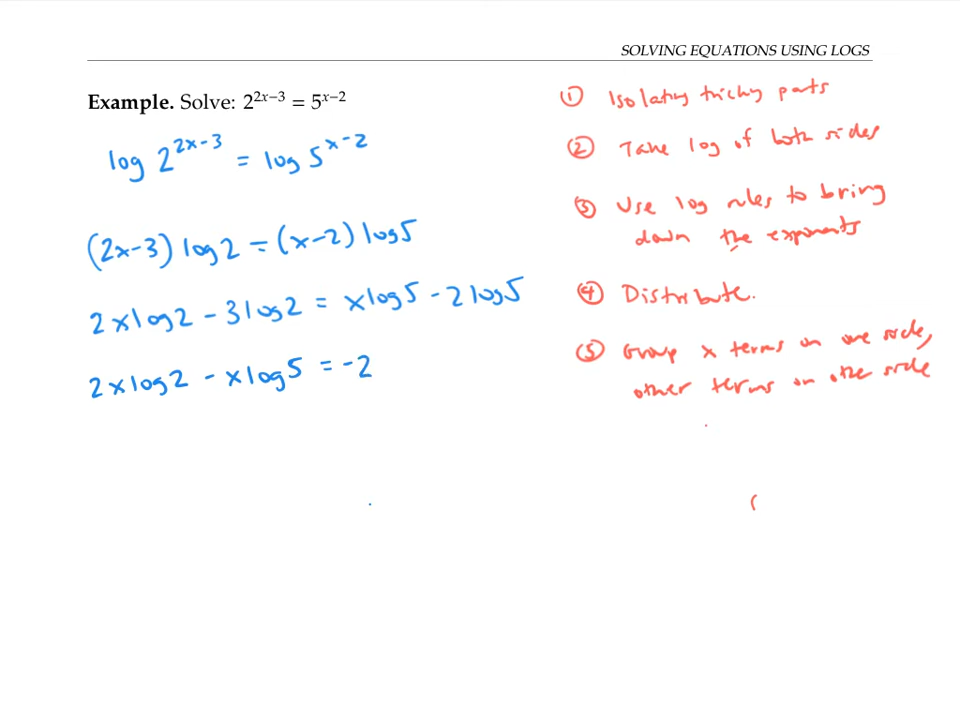 SOLVING EQUATIONS USING LOGS
Example. Solve: 2^{2x−3} = 5^{x−2}
log 2^{2x-3} = log 5^{x-2}
(2x-3) log 2 = (x-2) log 5
2x log 2 - 3 log 2 = x log 5 - 2 log 5
2x log 2 - x log 5 = -2
① Isolating tricky parts
② Take log of both sides
③ Use log rules to bring
down the exponents
④ Distribute.
⑤ Group x terms on one side,
other terms on other side
(